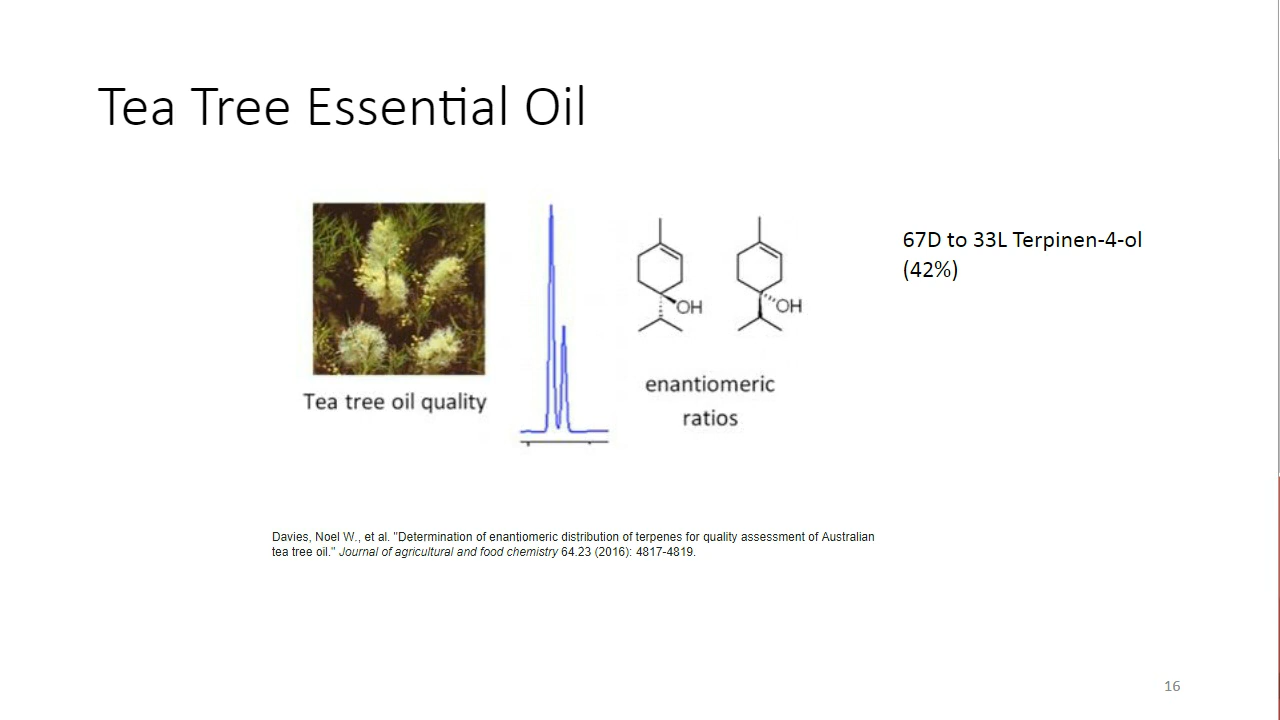 Tea Tree Essential Oil
67D to 33L Terpinen-4-ol
(42%)
OH
OH
Tea tree oil quality
enantiomeric
ratios
Davies, Noel W., et al. "Determination of enantiomeric distribution of terpenes for quality assessment of Australian
tea tree oil." Journal of agricultural and food chemistry 64.23 (2016): 4817-4819.
16